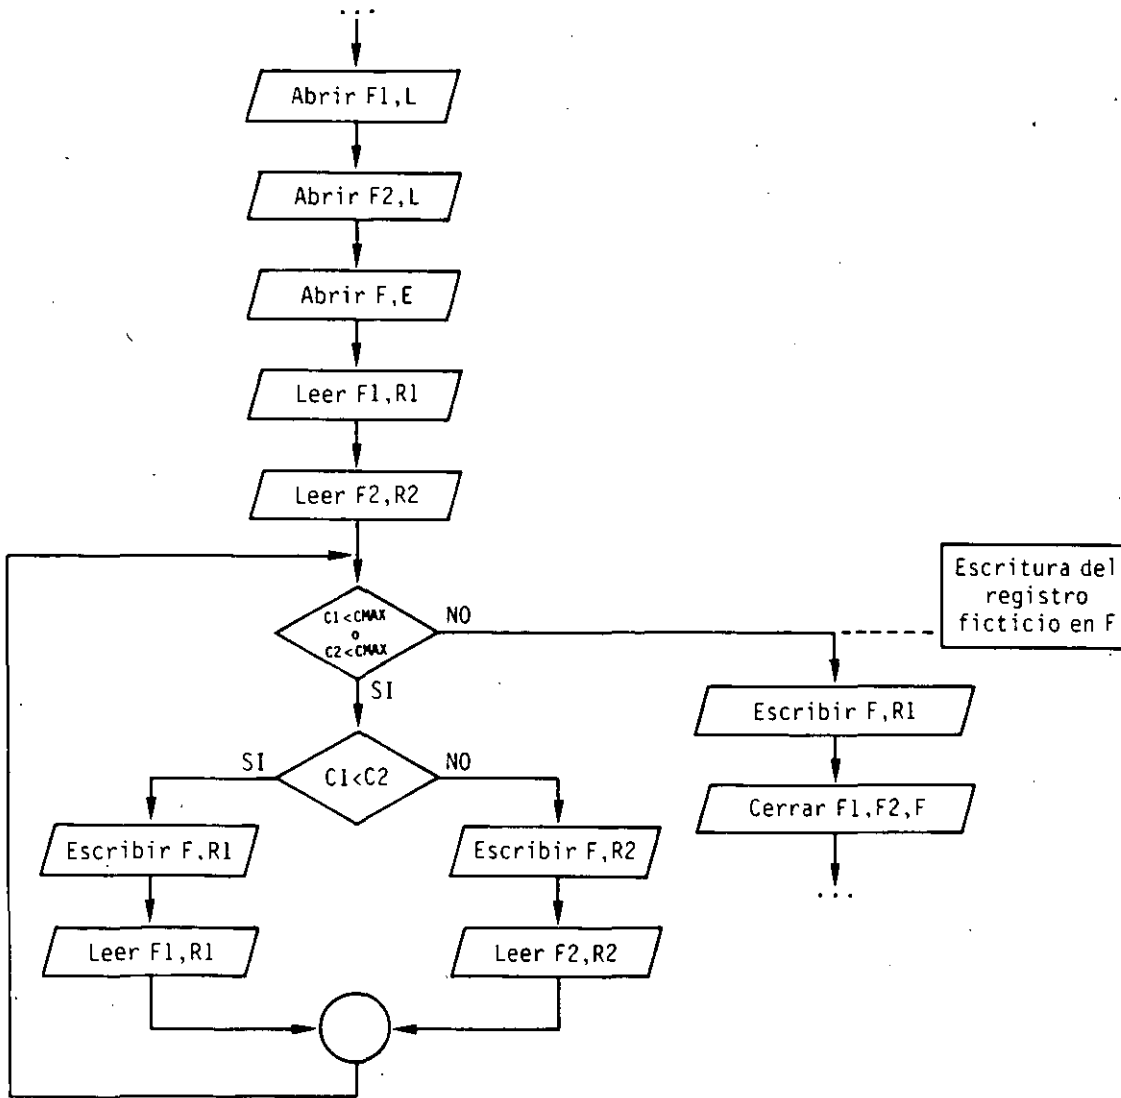 ...
Abrir F1,L
Abrir F2,L
Abrir F,E
Leer F1,R1
Leer F2,R2
C1<CMAX
o
C2<CMAX
NO
SI
Escritura del
registro
ficticio en F
Escribir F,R1
Cerrar F1,F2,F
...
C1<C2
SI
NO
Escribir F,R1
Leer F1,R1
Escribir F,R2
Leer F2,R2